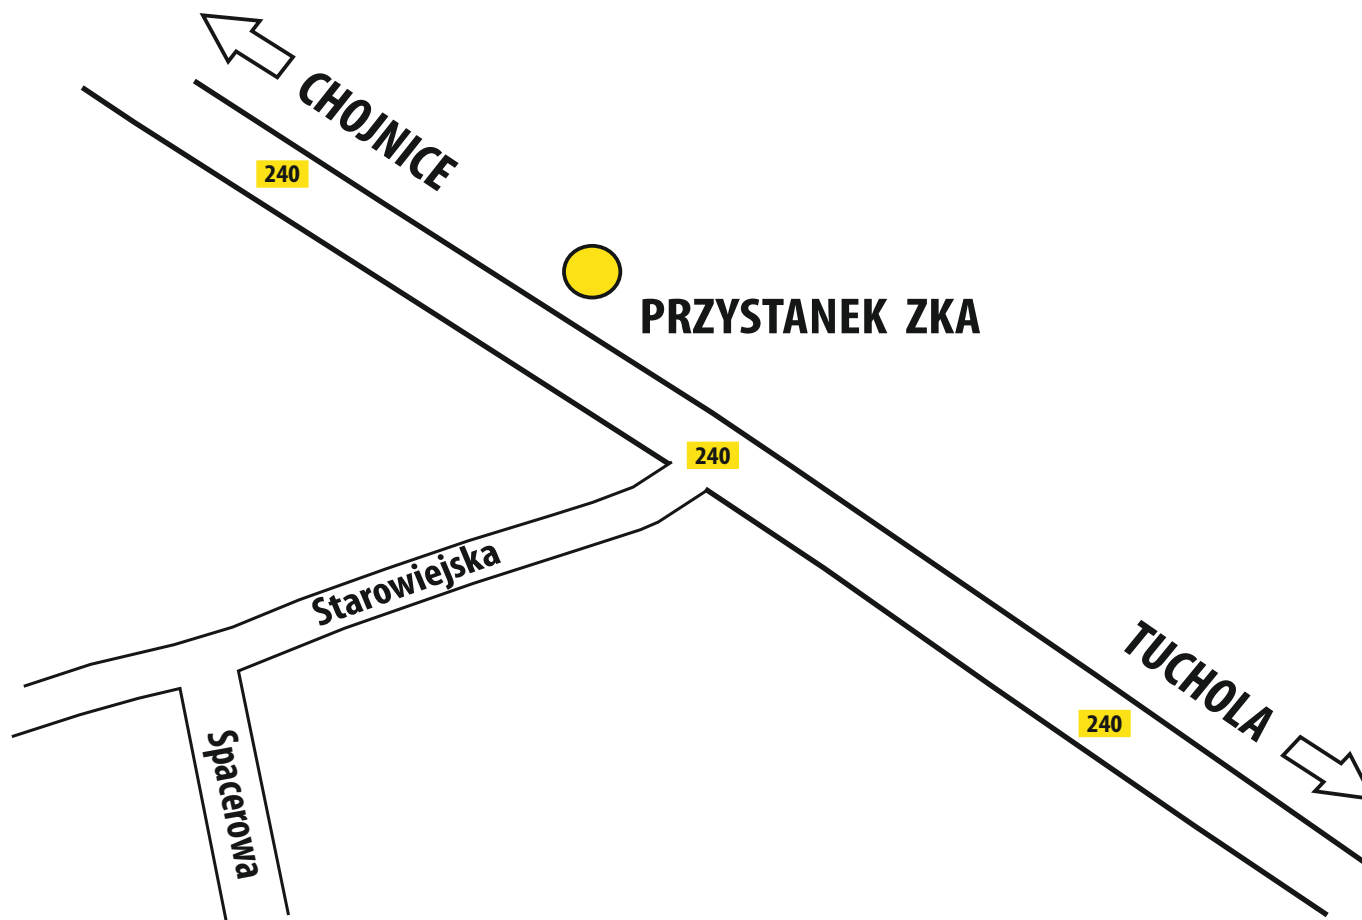 CHOJNICE
240
PRZYSTANEK ZKA
240
Starowiejska
TUCHOLA
240
Spacerowa